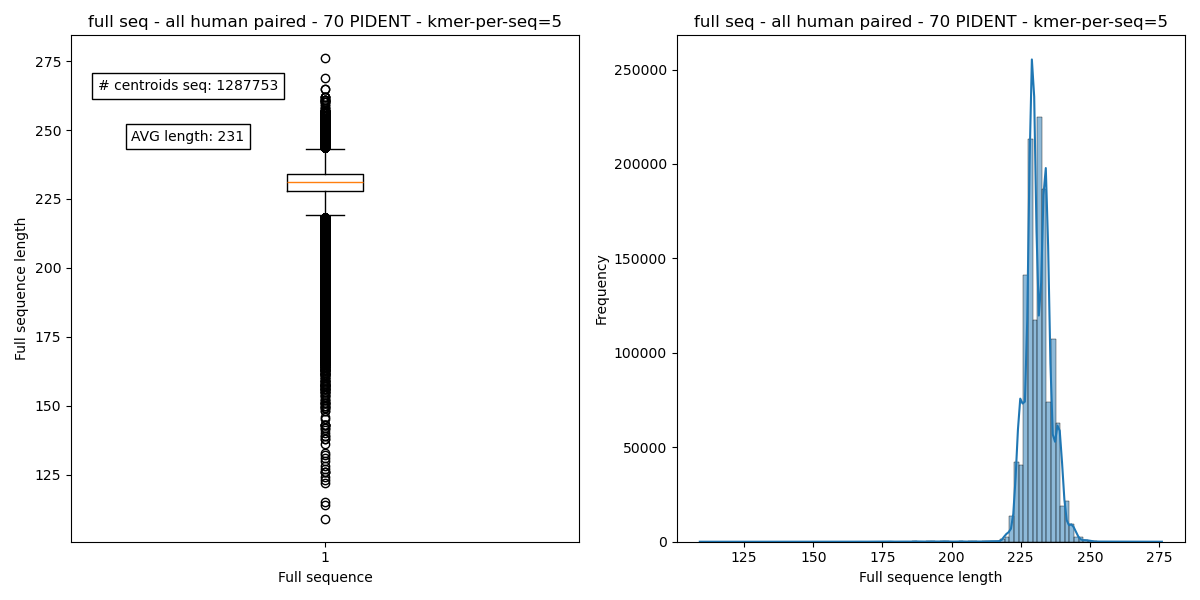 full seq - all human paired - 70 PIDENT - kmer-per-seq=5
# centroids seq: 1287753
AVG length: 231
Full sequence length
275
250
225
200
175
150
125
1
Full sequence
full seq - all human paired - 70 PIDENT - kmer-per-seq=5
Frequency
250000
200000
150000
100000
50000
0
125
150
175
200
225
250
275
Full sequence length